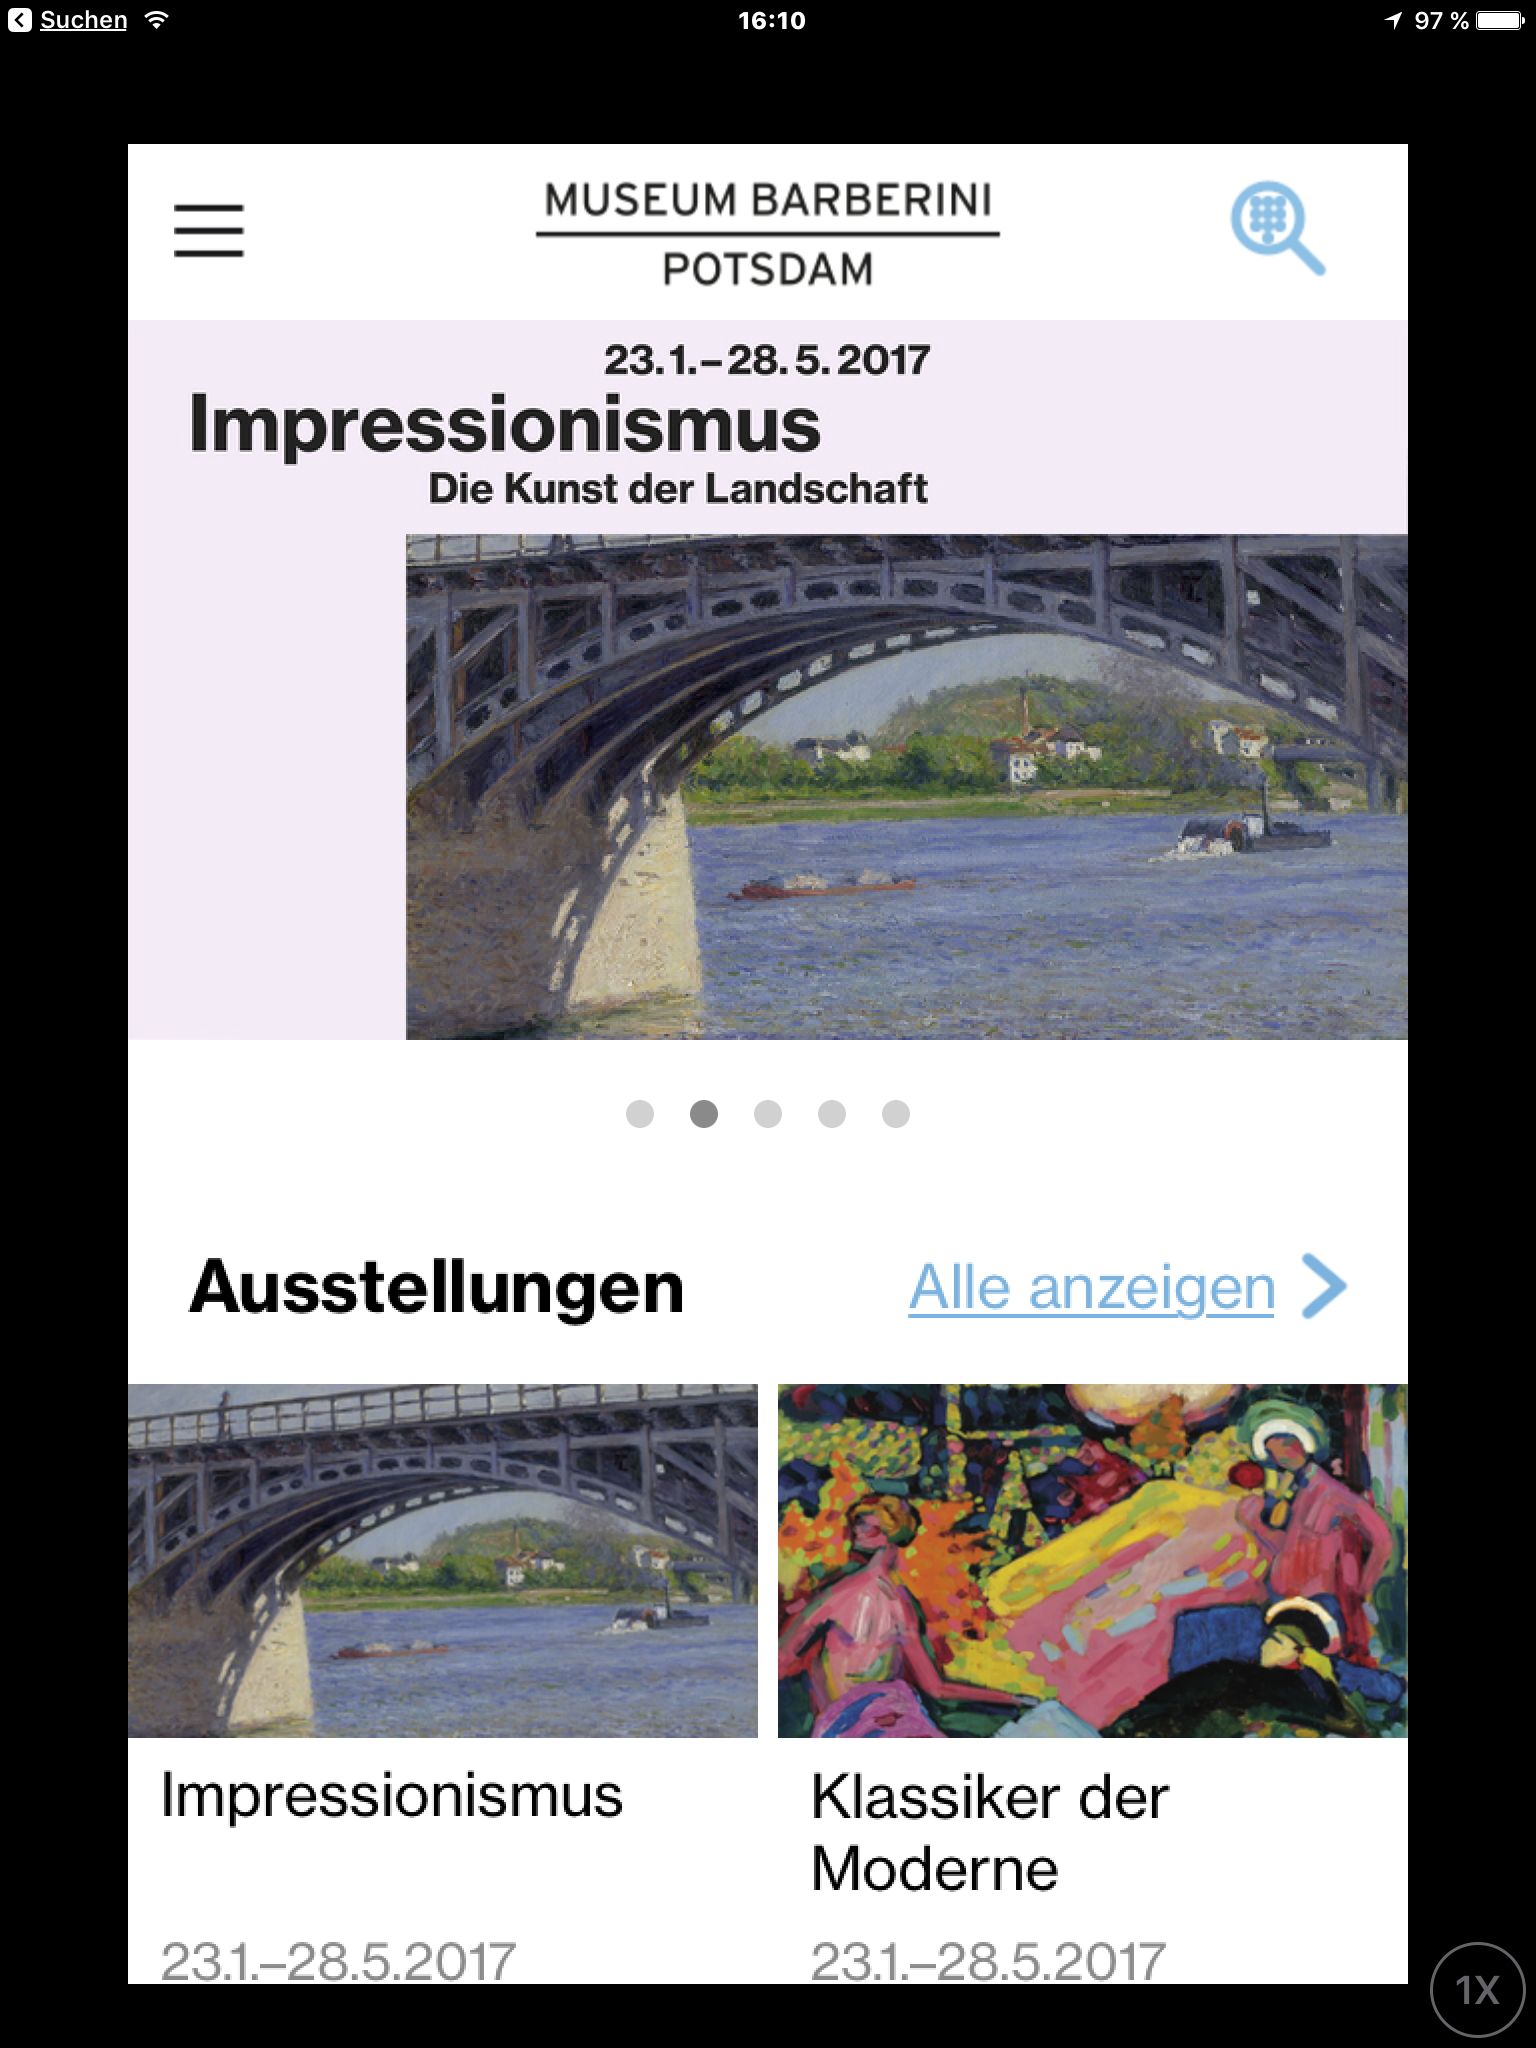 Suchen
16:10
97 %
MUSEUM BARBERINI
POTSDAM
23.1.–28.5.2017
Impressionismus
Die Kunst der Landschaft
Ausstellungen
Alle anzeigen
Impressionismus
23.1.–28.5.2017
Klassiker der
Moderne
23.1.–28.5.2017
1X